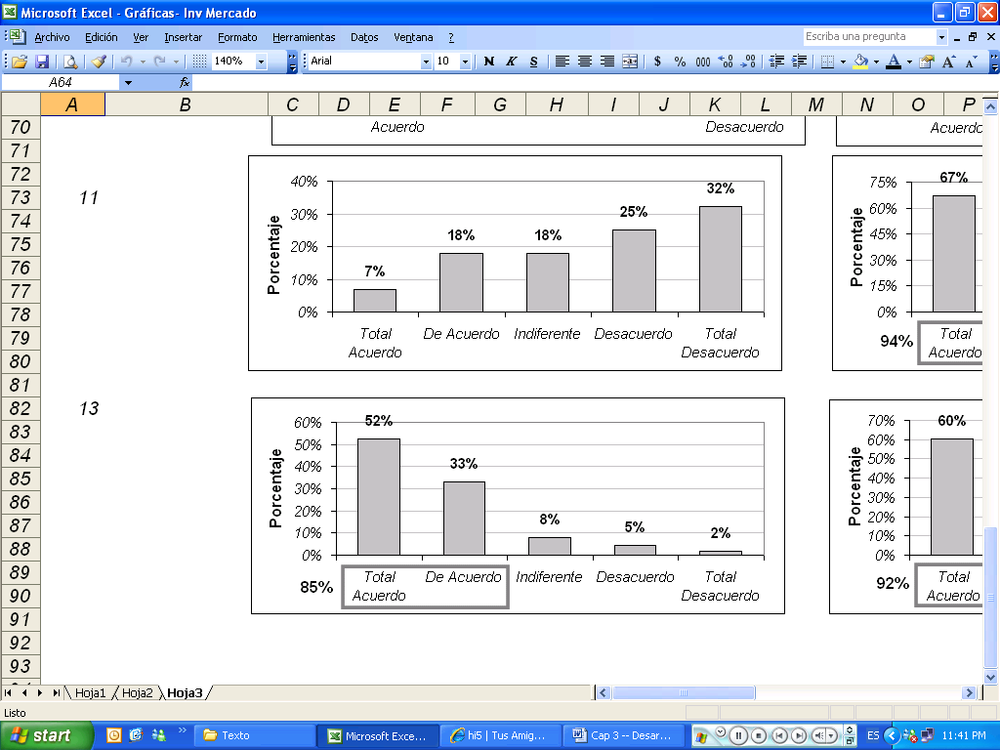 Microsoft Excel - Gráficas- Inv Mercado
Archivo Edición Ver Insertar Formato Herramientas Datos Ventana ? Escriba una pregunta
140% Arial 10 N K S $ % 000
A64 fx
A B C D E F G H I J K L M N O P
70 Acuerdo Desacuerdo Acuerdo
71
72
73 11
74
75
76
77
78
79
80
81
82 13
83
84
85
86
87
88
89
90
91
92
93
Porcentaje
40%
30%
20%
10%
0%
7% 18% 18% 25% 32%
Total Acuerdo De Acuerdo Indiferente Desacuerdo Total Desacuerdo
Porcentaje
75%
60%
45%
30%
15%
0%
67%
94% Total Acuerdo
Porcentaje
60%
50%
40%
30%
20%
10%
0%
52% 33% 8% 5% 2%
85% Total Acuerdo De Acuerdo Indiferente Desacuerdo Total Desacuerdo
Porcentaje
70%
60%
50%
40%
30%
20%
10%
0%
60%
92% Total Acuerdo
Hoja1 Hoja2 Hoja3
Listo
start Texto Microsoft Exce... hi5 | Tus Amig... Cap 3 -- Desar... ES 11:41 PM